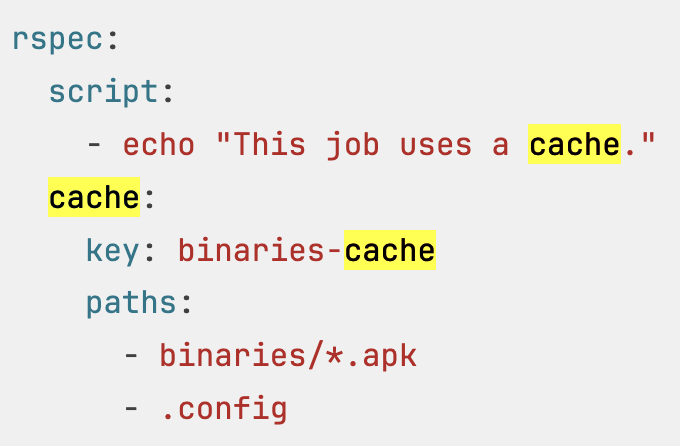 rspec:
  script:
    - echo "This job uses a cache."
  cache:
    key: binaries-cache
    paths:
      - binaries/*.apk
      - .config